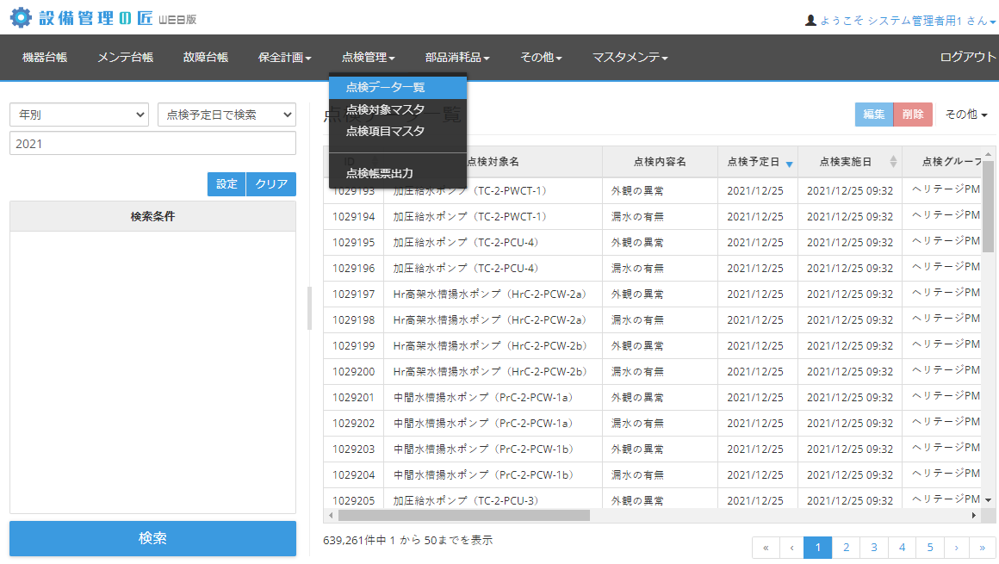 設備管理の匠 WEB版
ようこそ システム管理者用1 さん
機器台帳 メンテ台帳 故障台帳 保全計画 点検管理 部品消耗品 その他 マスタメンテ ログアウト
点検データ一覧
点検対象マスタ
点検項目マスタ
点検帳票出力
年別 点検予定日で検索
2021
設定 クリア
検索条件
検索
点検データ一覧
編集 削除 その他
ID 点検対象名 点検内容名 点検予定日 点検実施日 点検グループ
1029193 加圧給水ポンプ（TC-2-PWCT-1） 外観の異常 2021/12/25 2021/12/25 09:32 ヘリテージPM
1029194 加圧給水ポンプ（TC-2-PWCT-1） 漏水の有無 2021/12/25 2021/12/25 09:32 ヘリテージPM
1029195 加圧給水ポンプ（TC-2-PCU-4） 外観の異常 2021/12/25 2021/12/25 09:32 ヘリテージPM
1029196 加圧給水ポンプ（TC-2-PCU-4） 漏水の有無 2021/12/25 2021/12/25 09:32 ヘリテージPM
1029197 Hr高架水槽揚水ポンプ（HrC-2-PCW-2a） 外観の異常 2021/12/25 2021/12/25 09:32 ヘリテージPM
1029198 Hr高架水槽揚水ポンプ（HrC-2-PCW-2a） 漏水の有無 2021/12/25 2021/12/25 09:32 ヘリテージPM
1029199 Hr高架水槽揚水ポンプ（HrC-2-PCW-2b） 外観の異常 2021/12/25 2021/12/25 09:32 ヘリテージPM
1029200 Hr高架水槽揚水ポンプ（HrC-2-PCW-2b） 漏水の有無 2021/12/25 2021/12/25 09:32 ヘリテージPM
1029201 中間水槽揚水ポンプ（PrC-2-PCW-1a） 外観の異常 2021/12/25 2021/12/25 09:32 ヘリテージPM
1029202 中間水槽揚水ポンプ（PrC-2-PCW-1a） 漏水の有無 2021/12/25 2021/12/25 09:32 ヘリテージPM
1029203 中間水槽揚水ポンプ（PrC-2-PCW-1b） 外観の異常 2021/12/25 2021/12/25 09:32 ヘリテージPM
1029204 中間水槽揚水ポンプ（PrC-2-PCW-1b） 漏水の有無 2021/12/25 2021/12/25 09:32 ヘリテージPM
1029205 加圧給水ポンプ（TC-2-PCU-3） 外観の異常 2021/12/25 2021/12/25 09:32 ヘリテージPM
639,261件中 1 から 50までを表示
« ‹ 1 2 3 4 5 › »